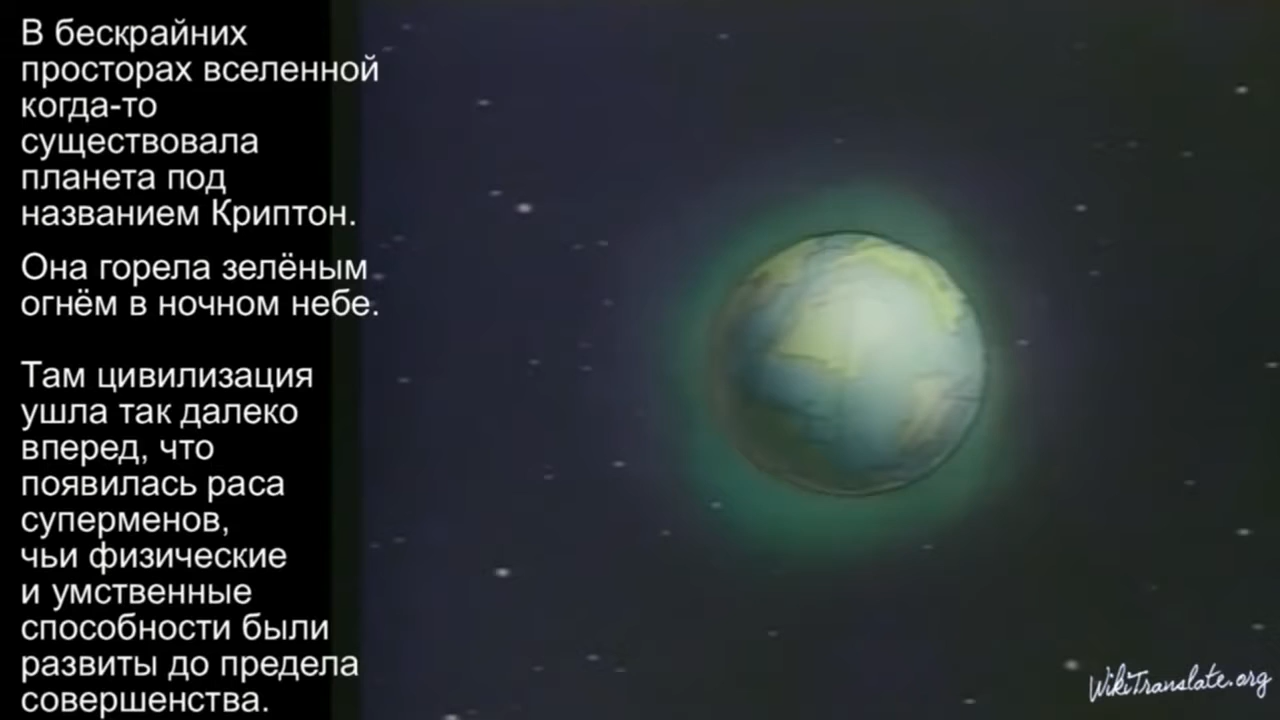 В бескрайних
просторах вселенной
когда-то
существовала
планета под
названием Криптон.
Она горела зелёным
огнём в ночном небе.
Там цивилизация
ушла так далеко
вперед, что
появилась раса
суперменов,
чьи физические
и умственные
способности были
развиты до предела
совершенства.
WikiTranslate.org